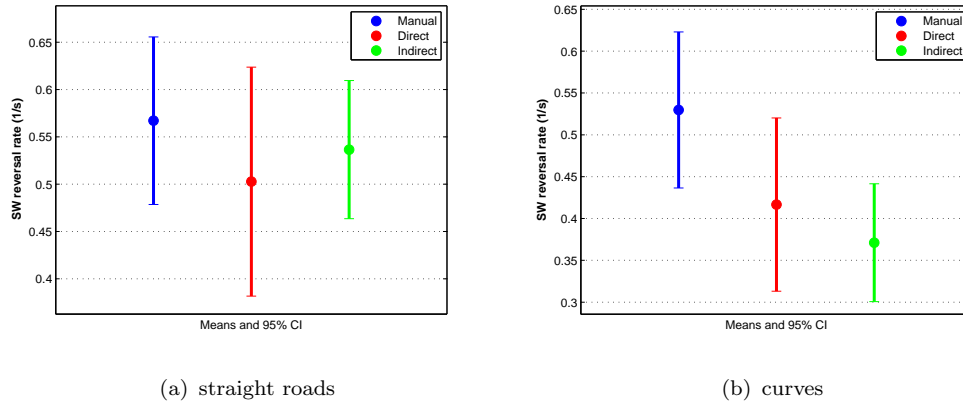 Manual
Direct
Indirect
0.65
0.6
0.55
0.5
0.45
0.4
SW reversal rate (1/s)
Means and 95% CI
(a) straight roads
Manual
Direct
Indirect
0.65
0.6
0.55
0.5
0.45
0.4
0.35
0.3
SW reversal rate (1/s)
Means and 95% CI
(b) curves